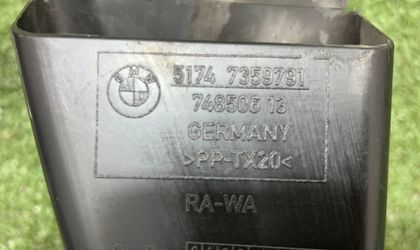 BMW
5174 7359791
748506 13
GERMANY
>PP-TX20<
RA-WA